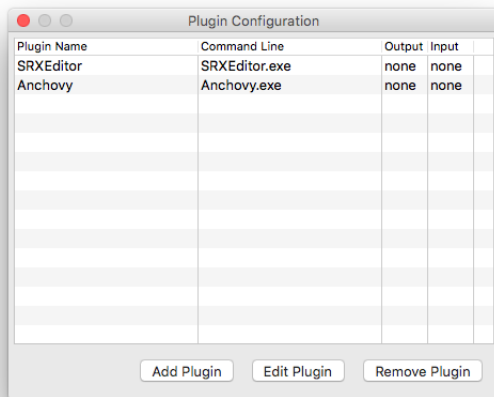 Plugin Configuration
Plugin Name Command Line Output Input
SRXEditor SRXEditor.exe none none
Anchovy Anchovy.exe none none
Add Plugin Edit Plugin Remove Plugin